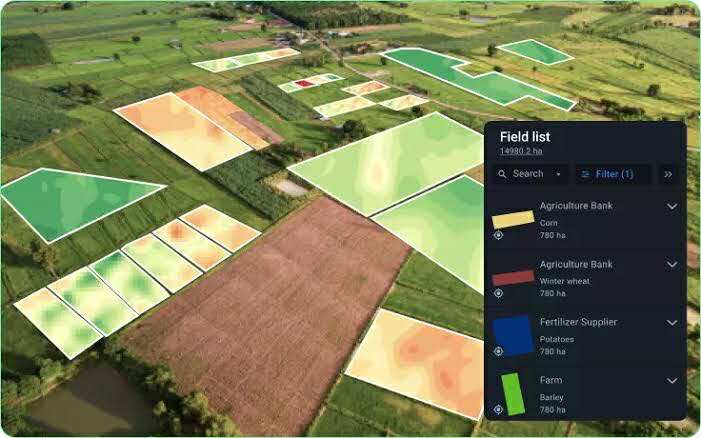 Field list
14980.2 ha
Search
Filter (1)
Agriculture Bank
Corn
780 ha
Agriculture Bank
Winter wheat
780 ha
Fertilizer Supplier
Potatoes
780 ha
Farm
Barley
780 ha